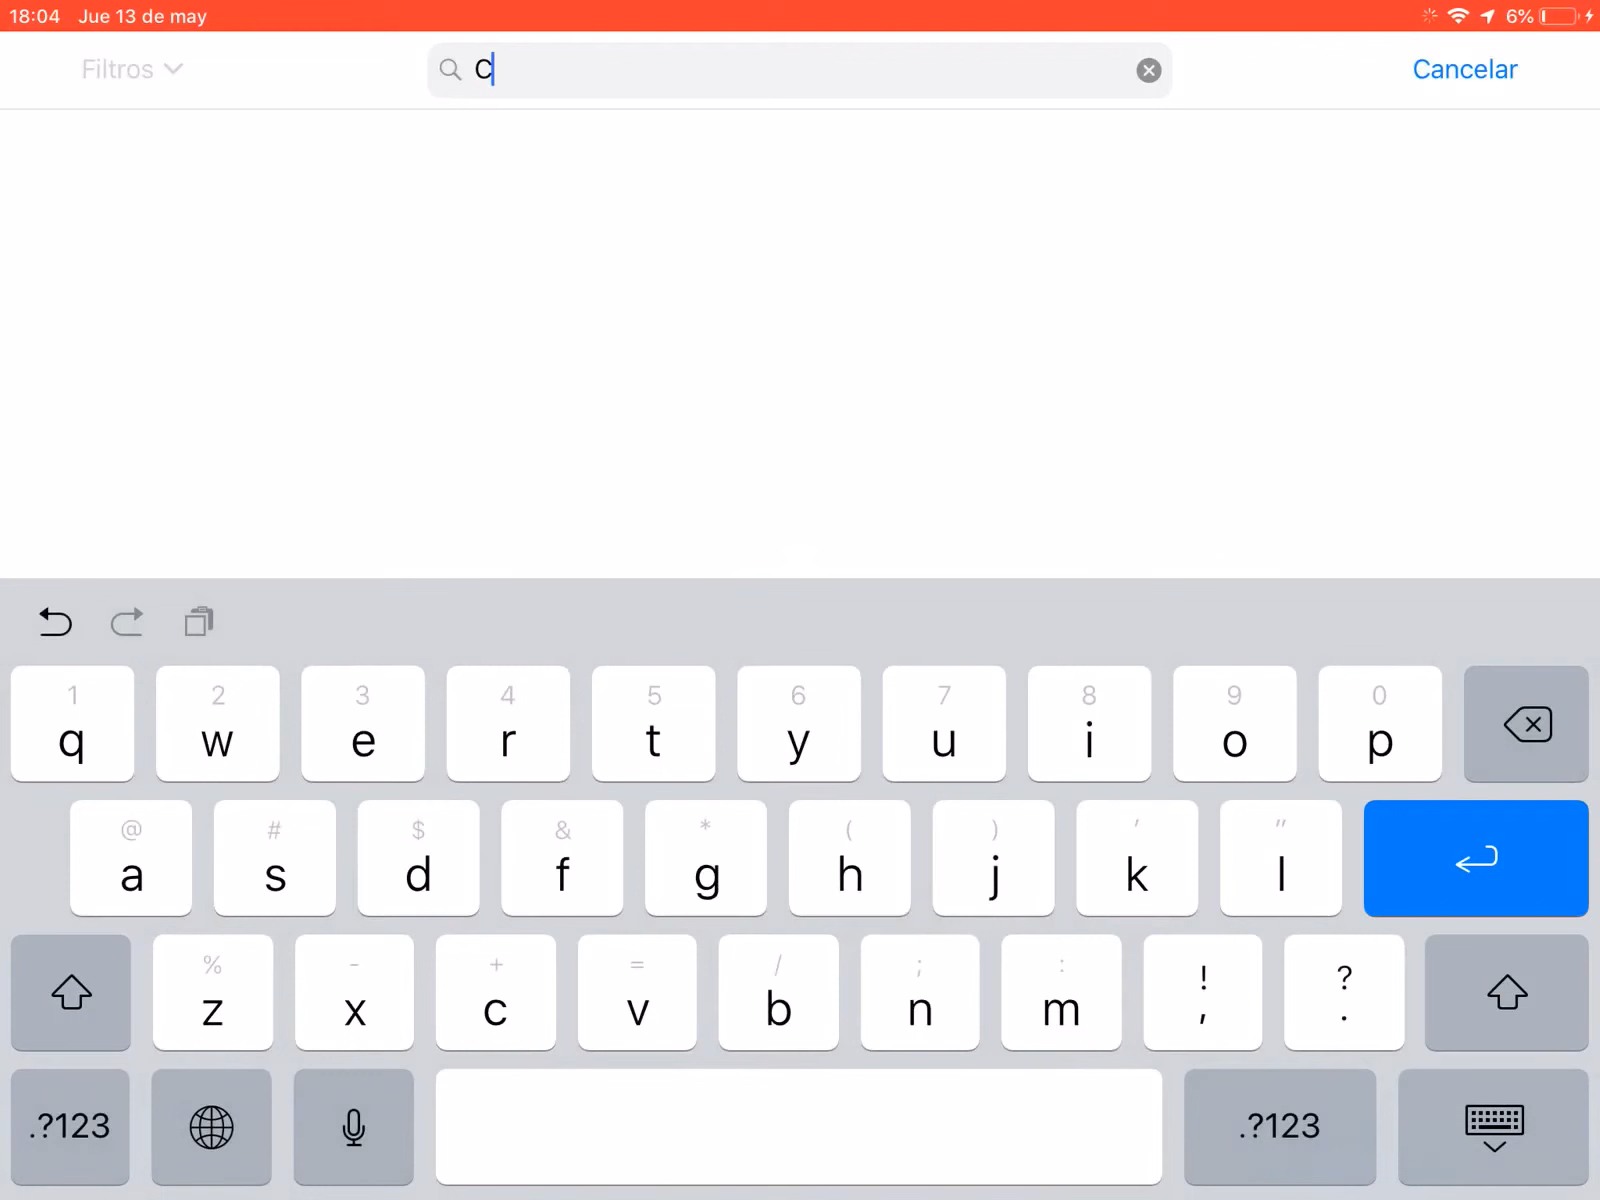 18:04 Jue 13 de may 6%
Filtros C Cancelar
1 2 3 4 5 6 7 8 9 0
q w e r t y u i o p
@ # $ & * ( ) ' "
a s d f g h j k l
% - + = / ; : ! ?
z x c v b n m , .
.?123 .?123